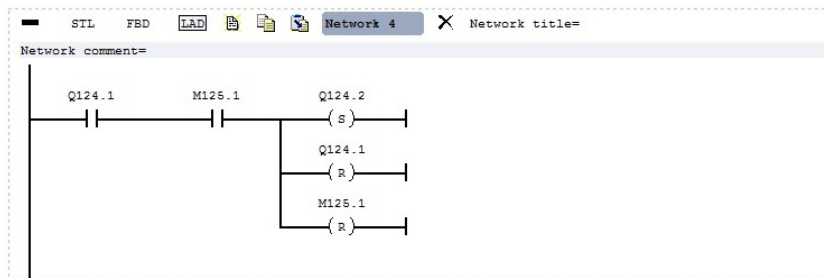 STL FBD LAD Network 4 Network title=
Network comment=
Q124.1 M125.1 Q124.2
S
Q124.1
R
M125.1
R